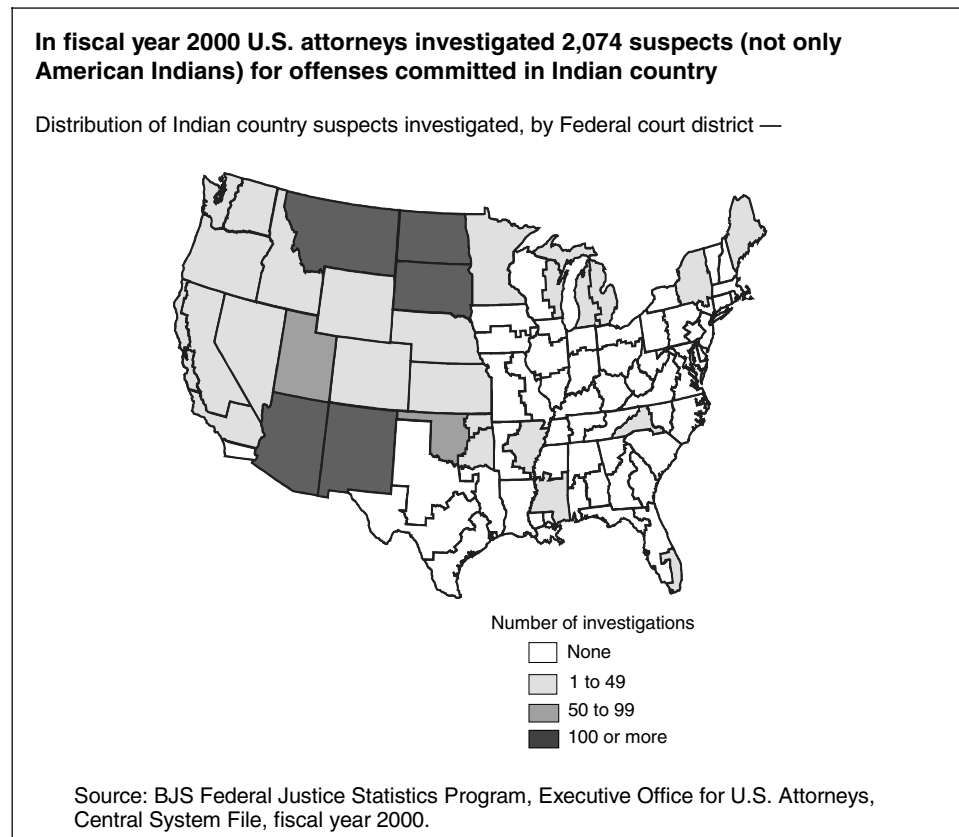 In fiscal year 2000 U.S. attorneys investigated 2,074 suspects (not only
American Indians) for offenses committed in Indian country
Distribution of Indian country suspects investigated, by Federal court district —
Number of investigations
None
1 to 49
50 to 99
100 or more
Source: BJS Federal Justice Statistics Program, Executive Office for U.S. Attorneys,
Central System File, fiscal year 2000.